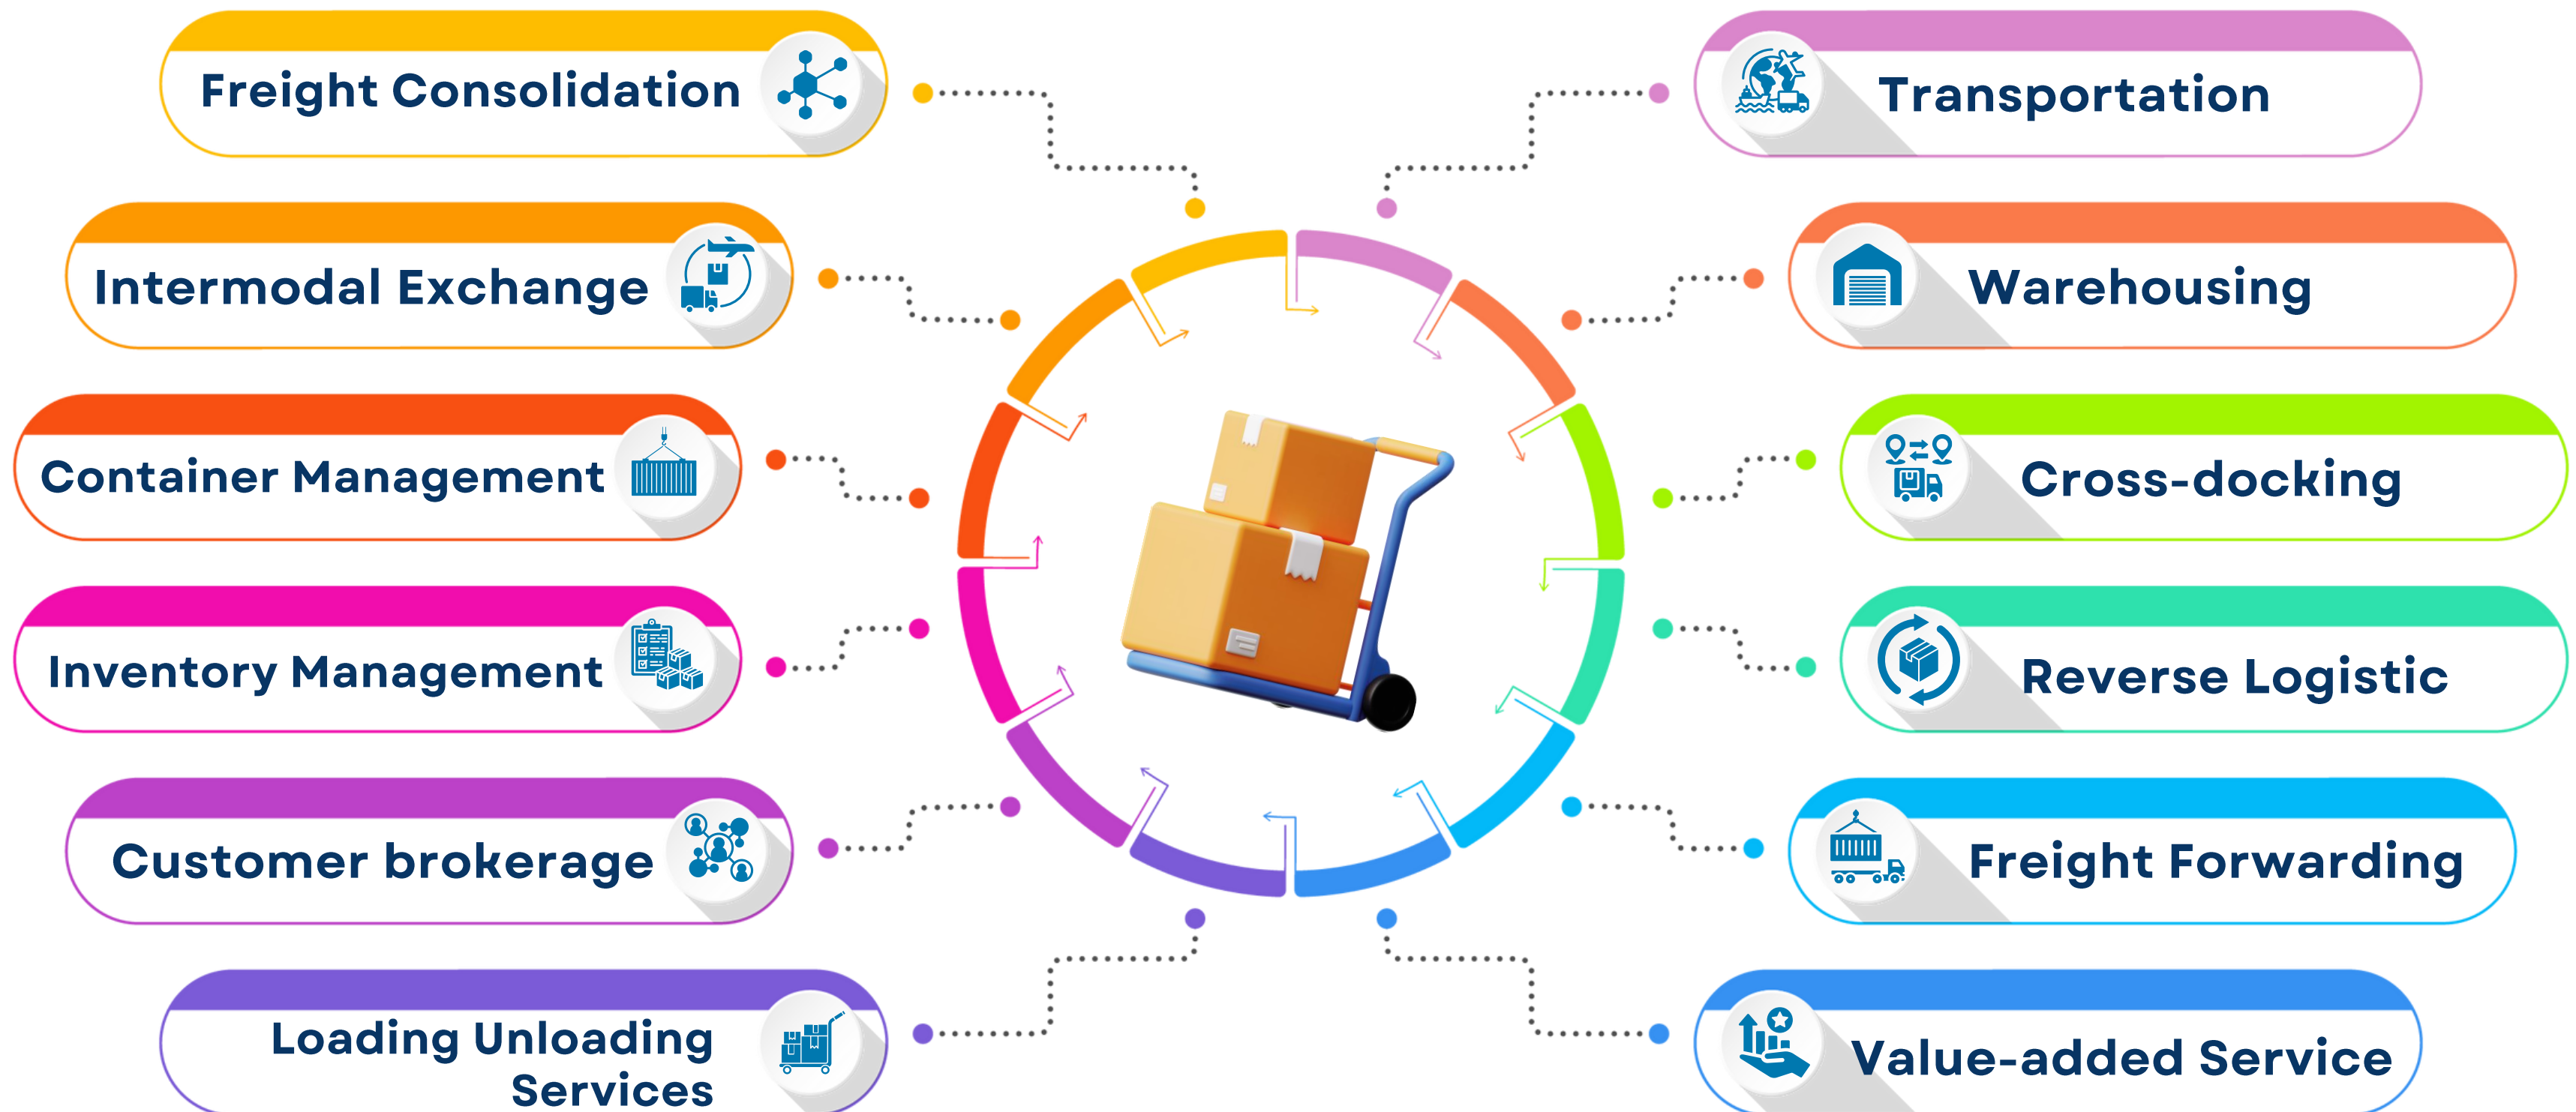 Freight Consolidation
Intermodal Exchange
Container Management
Inventory Management
Customer brokerage
Loading Unloading
Services
Transportation
Warehousing
Cross-docking
Reverse Logistic
Freight Forwarding
Value-added Service